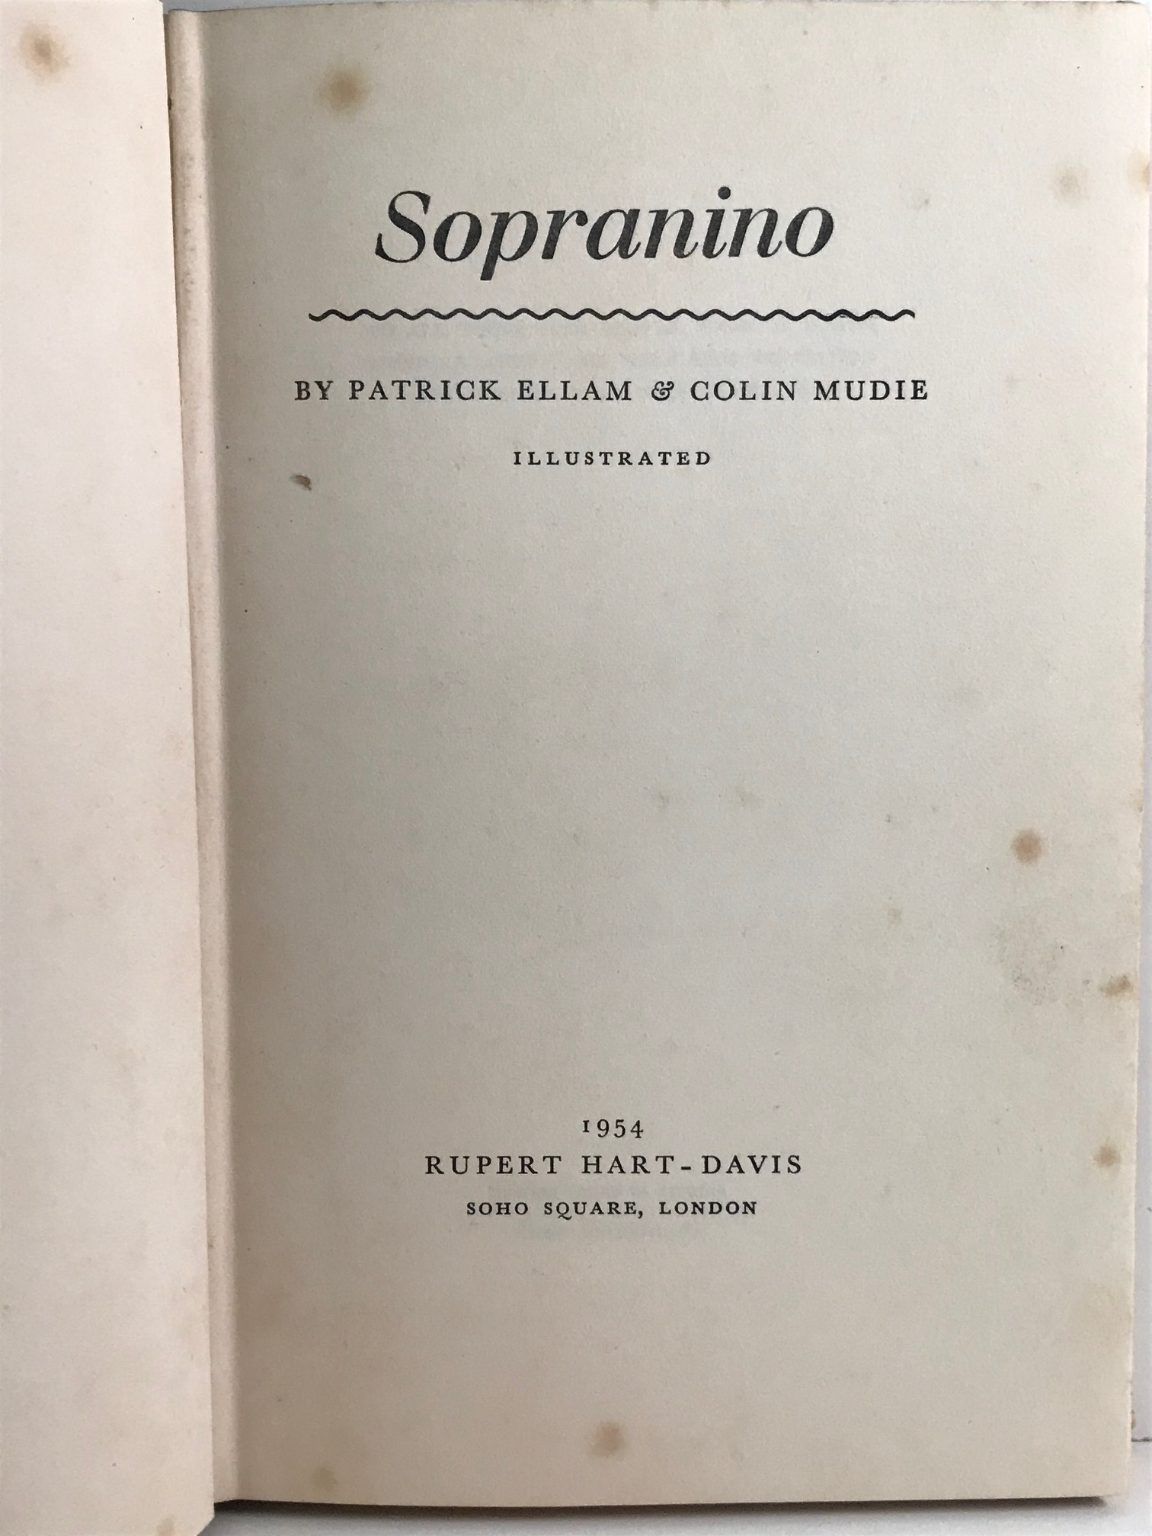 Sopranino
BY PATRICK ELLAM & COLIN MUDIE
ILLUSTRATED
1954
RUPERT HART-DAVIS
SOHO SQUARE, LONDON